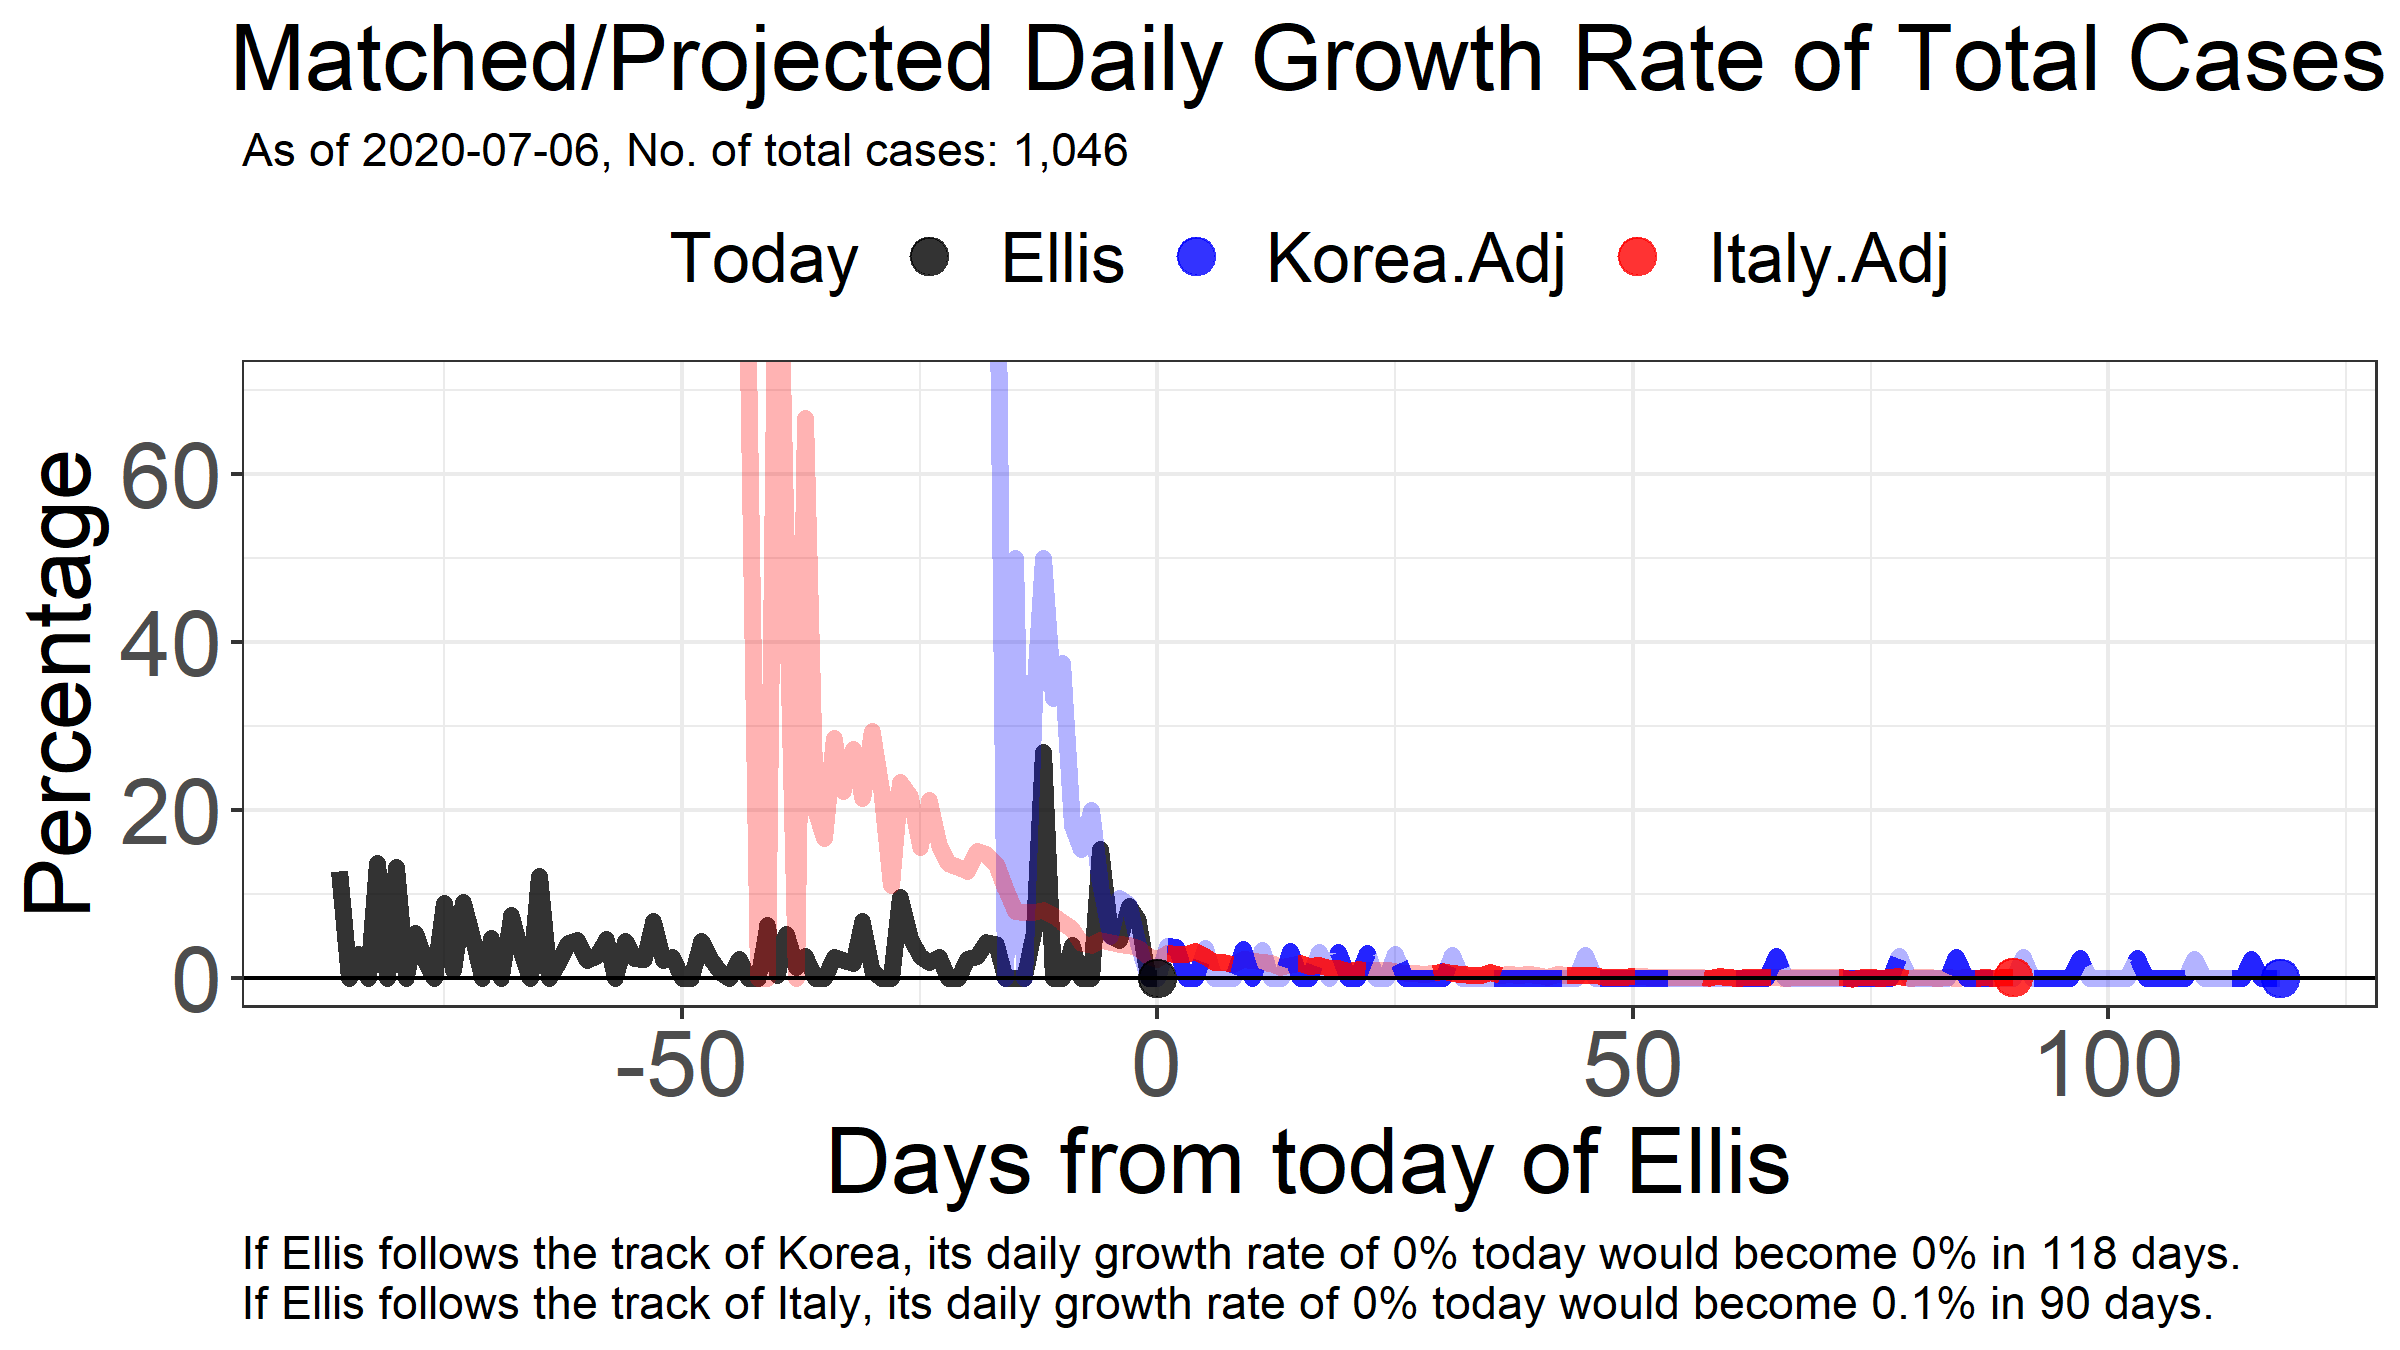 Matched/Projected Daily Growth Rate of Total Cases
As of 2020-07-06, No. of total cases: 1,046
Today Ellis Korea.Adj Italy.Adj
Percentage
60
40
20
0
-50 0 50 100
Days from today of Ellis
If Ellis follows the track of Korea, its daily growth rate of 0% today would become 0% in 118 days.
If Ellis follows the track of Italy, its daily growth rate of 0% today would become 0.1% in 90 days.